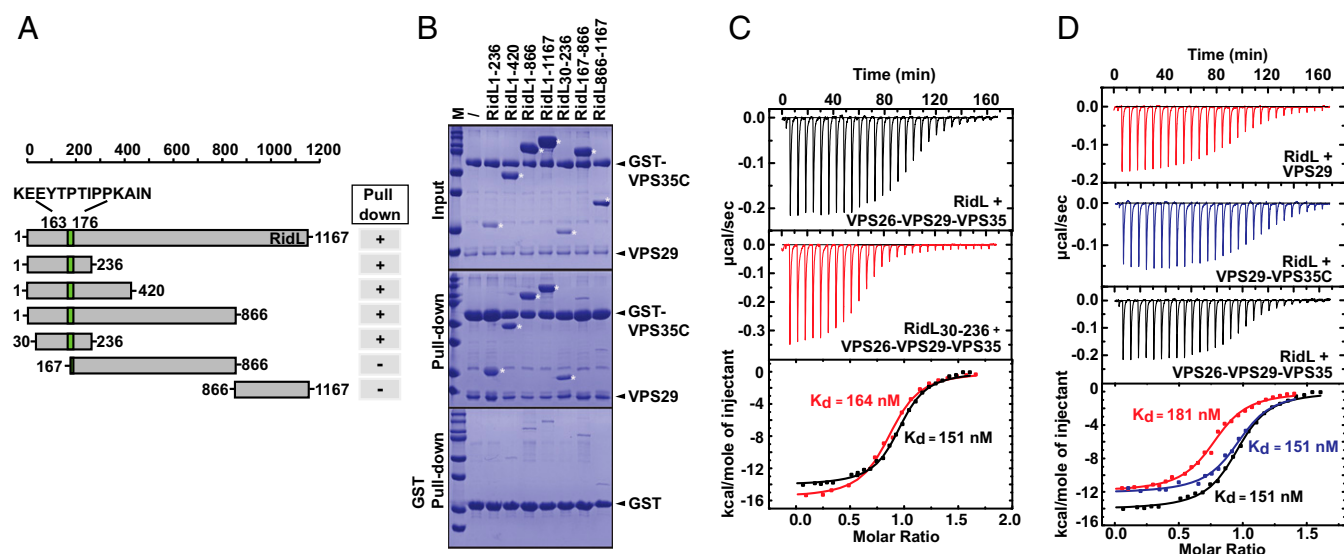 A
0 200 400 600 800 1000 1200
KEEYTPTIPPKAIN
163 176
Pull down
1 RidL 1167 +
1 236 +
1 420 +
1 866 +
30 236 +
167 866 -
866 1167 -
B
M
/
RidL1-236
RidL1-420
RidL1-866
RidL1-1167
RidL30-236
RidL167-866
RidL866-1167
Input
GST-VPS35C
VPS29
Pull-down
GST-VPS35C
VPS29
GST Pull-down
GST
C
Time (min)
0 40 80 120 160
µcal/sec
0.0
-0.1
-0.2
RidL +
VPS26-VPS29-VPS35
0.0
-0.1
-0.2
-0.3
RidL30-236 +
VPS26-VPS29-VPS35
kcal/mole of injectant
0
-4
-8
-12
-16
Kd = 164 nM
Kd = 151 nM
0.0 0.5 1.0 1.5 2.0
Molar Ratio
D
Time (min)
0 20 40 60 80 100 120 140 160
µcal/sec
0.0
-0.1
-0.2
RidL +
VPS29
0.0
-0.1
RidL +
VPS29-VPS35C
0.0
-0.1
-0.2
RidL +
VPS26-VPS29-VPS35
kcal/mole of injectant
0
-4
-8
-12
-16
Kd = 181 nM
Kd = 151 nM
Kd = 151 nM
0.0 0.5 1.0 1.5
Molar Ratio